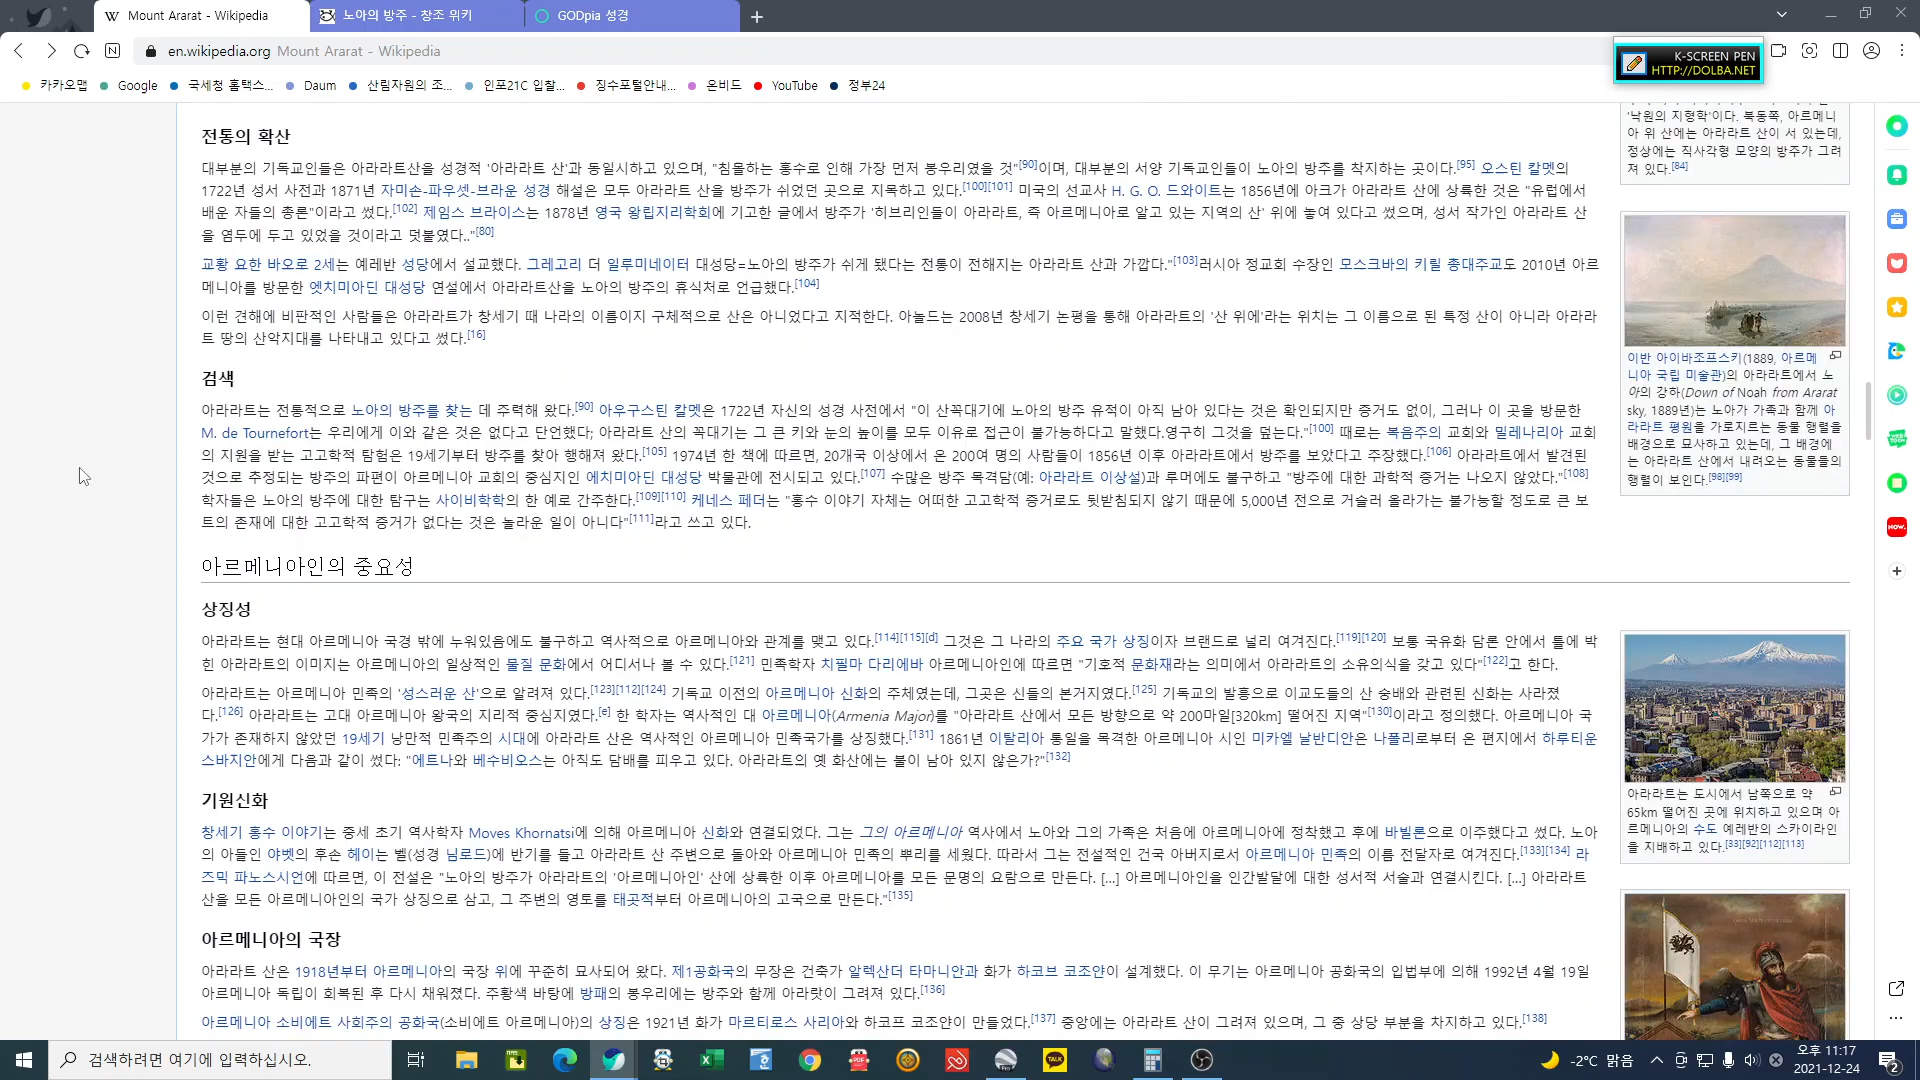 Mount Ararat - Wikipedia
노아의 방주 - 창조 위키
GODpia 성경
en.wikipedia.org Mount Ararat - Wikipedia
K-SCREEN PEN
HTTP://DOLBA.NET
카카오맵
Google
국세청 홈택스...
Daum
산림자원의 조...
인포21C 입찰...
징수포털안내...
온비드
YouTube
정부24
전통의 확산
대부분의 기독교인들은 아라라트산을 성경적 '아라라트 산'과 동일시하고 있으며, "침몰하는 홍수로 인해 가장 먼저 봉우리였을 것"[90]이며, 대부분의 서양 기독교인들이 노아의 방주를 착지하는 곳이다.[95] 오스틴 칼멧의
1722년 성서 사전과 1871년 자미손-파우셋-브라운 성경 해설은 모두 아라라트 산을 방주가 쉬었던 곳으로 지목하고 있다.[100][101] 미국의 선교사 H. G. O. 드와이트는 1856년에 아크가 아라라트 산에 상륙한 것은 "유럽에서
배운 자들의 총론"이라고 썼다.[102] 제임스 브라이스는 1878년 영국 왕립지리학회에 기고한 글에서 방주가 '히브리인들이 아라라트, 즉 아르메니아로 알고 있는 지역의 산' 위에 놓여 있다고 썼으며, 성서 작가인 아라라트 산
을 염두에 두고 있었을 것이라고 덧붙였다.."[80]
교황 요한 바오로 2세는 예레반 성당에서 설교했다. 그레고리 더 일루미네이터 대성당=노아의 방주가 쉬게 됐다는 전통이 전해지는 아라라트 산과 가깝다."[103]러시아 정교회 수장인 모스크바의 키릴 총대주교도 2010년 아르
메니아를 방문한 엣치미아딘 대성당 연설에서 아라라트산을 노아의 방주의 휴식처로 언급했다.[104]
이런 견해에 비판적인 사람들은 아라라트가 창세기 때 나라의 이름이지 구체적으로 산은 아니었다고 지적한다. 아놀드는 2008년 창세기 논평을 통해 아라라트의 '산 위에'라는 위치는 그 이름으로 된 특정 산이 아니라 아라라
트 땅의 산악지대를 나타내고 있다고 썼다.[16]
검색
아라라트는 전통적으로 노아의 방주를 찾는 데 주력해 왔다.[90] 아우구스틴 칼멧은 1722년 자신의 성경 사전에서 "이 산꼭대기에 노아의 방주 유적이 아직 남아 있다는 것은 확인되지만 증거도 없이, 그러나 이 곳을 방문한
M. de Tournefort는 우리에게 이와 같은 것은 없다고 단언했다; 아라라트 산의 꼭대기는 그 큰 키와 눈의 높이를 모두 이유로 접근이 불가능하다고 말했다.영구히 그것을 덮는다."[100] 때로는 복음주의 교회와 밀레나리아 교회
의 지원을 받는 고고학적 탐험은 19세기부터 방주를 찾아 행해져 왔다.[105] 1974년 한 책에 따르면, 20개국 이상에서 온 200여 명의 사람들이 1856년 이후 아라라트에서 방주를 보았다고 주장했다.[106] 아라라트에서 발견된
것으로 추정되는 방주의 파편이 아르메니아 교회의 중심지인 에치미아딘 대성당 박물관에 전시되고 있다.[107] 수많은 방주 목격담(예: 아라라트 이상설)과 루머에도 불구하고 "방주에 대한 과학적 증거는 나오지 않았다."[108]
학자들은 노아의 방주에 대한 탐구는 사이비학학의 한 예로 간주한다.[109][110] 케네스 페더는 "홍수 이야기 자체는 어떠한 고고학적 증거로도 뒷받침되지 않기 때문에 5,000년 전으로 거슬러 올라가는 불가능할 정도로 큰 보
트의 존재에 대한 고고학적 증거가 없다는 것은 놀라운 일이 아니다"[111]라고 쓰고 있다.
아르메니아인의 중요성
상징성
아라라트는 현대 아르메니아 국경 밖에 누워있음에도 불구하고 역사적으로 아르메니아와 관계를 맺고 있다.[114][115][d] 그것은 그 나라의 주요 국가 상징이자 브랜드로 널리 여겨진다.[119][120] 보통 국유화 담론 안에서 틀에 박
힌 아라라트의 이미지는 아르메니아의 일상적인 물질 문화에서 어디서나 볼 수 있다.[121] 민족학자 치필마 다리에바 아르메니아인에 따르면 "기호적 문화재라는 의미에서 아라라트의 소유의식을 갖고 있다"[122]고 한다.
아라라트는 아르메니아 민족의 '성스러운 산'으로 알려져 있다.[123][112][124] 기독교 이전의 아르메니아 신화의 주체였는데, 그곳은 신들의 본거지였다.[125] 기독교의 발흥으로 이교도들의 산 숭배와 관련된 신화는 사라졌
다.[126] 아라라트는 고대 아르메니아 왕국의 지리적 중심지였다.[e] 한 학자는 역사적인 대 아르메니아(Armenia Major)를 "아라라트 산에서 모든 방향으로 약 200마일[320km] 떨어진 지역"[130]이라고 정의했다. 아르메니아 국
가가 존재하지 않았던 19세기 낭만적 민족주의 시대에 아라라트 산은 역사적인 아르메니아 민족국가를 상징했다.[131] 1861년 이탈리아 통일을 목격한 아르메니아 시인 미카엘 날반디안은 나폴리로부터 온 편지에서 하루티운
스바지안에게 다음과 같이 썼다: "에트나와 베수비오스는 아직도 담배를 피우고 있다. 아라라트의 옛 화산에는 불이 남아 있지 않은가?"[132]
기원신화
창세기 홍수 이야기는 중세 초기 역사학자 Moves Khornatsi에 의해 아르메니아 신화와 연결되었다. 그는 그의 아르메니아 역사에서 노아와 그의 가족은 처음에 아르메니아에 정착했고 후에 바빌론으로 이주했다고 썼다. 노아
의 아들인 야벳의 후손 헤이는 벨(성경 님로드)에 반기를 들고 아라라트 산 주변으로 돌아와 아르메니아 민족의 뿌리를 세웠다. 따라서 그는 전설적인 건국 아버지로서 아르메니아 민족의 이름 전달자로 여겨진다.[133][134] 라
즈믹 파노스시언에 따르면, 이 전설은 "노아의 방주가 아라라트의 '아르메니아인' 산에 상륙한 이후 아르메니아를 모든 문명의 요람으로 만든다. [...] 아르메니아인을 인간발달에 대한 성서적 서술과 연결시킨다. [...] 아라라트
산을 모든 아르메니아인의 국가 상징으로 삼고, 그 주변의 영토를 태곳적부터 아르메니아의 고국으로 만든다."[135]
아르메니아의 국장
아라라트 산은 1918년부터 아르메니아의 국장 위에 꾸준히 묘사되어 왔다. 제1공화국의 무장은 건축가 알렉산더 타마니안과 화가 하코브 코조얀이 설계했다. 이 무기는 아르메니아 공화국의 입법부에 의해 1992년 4월 19일
아르메니아 독립이 회복된 후 다시 채워졌다. 주황색 바탕에 방패의 봉우리에는 방주와 함께 아라랏이 그려져 있다.[136]
아르메니아 소비에트 사회주의 공화국(소비에트 아르메니아)의 상징은 1921년 화가 마르티로스 사리아와 하코프 코조얀이 만들었다.[137] 중앙에는 아라라트 산이 그려져 있으며, 그 중 상당 부분을 차지하고 있다.[138]
'낙원의 지형학'이다. 북동쪽, 아르메니
아 위 산에는 아라라트 산이 서 있는데,
정상에는 직사각형 모양의 방주가 그려
져 있다.[84]
이반 아이바조프스키(1889, 아르메
니아 국립 미술관)의 아라라트에서 노
아의 강하(Down of Noah from Ararat
sky, 1889년)는 노아가 가족과 함께 아
라라트 평원을 가로지르는 동물 행렬을
배경으로 묘사하고 있는데, 그 배경에
는 아라라트 산에서 내려오는 동물들의
행렬이 보인다.[98][99]
아라라트는 도시에서 남쪽으로 약
65km 떨어진 곳에 위치하고 있으며 아
르메니아의 수도 예레반의 스카이라인
을 지배하고 있다.[33][92][112][113]
NOW.
검색하려면 여기에 입력하십시오.
TALK
-2°C 맑음
오후 11:17
2021-12-24
2